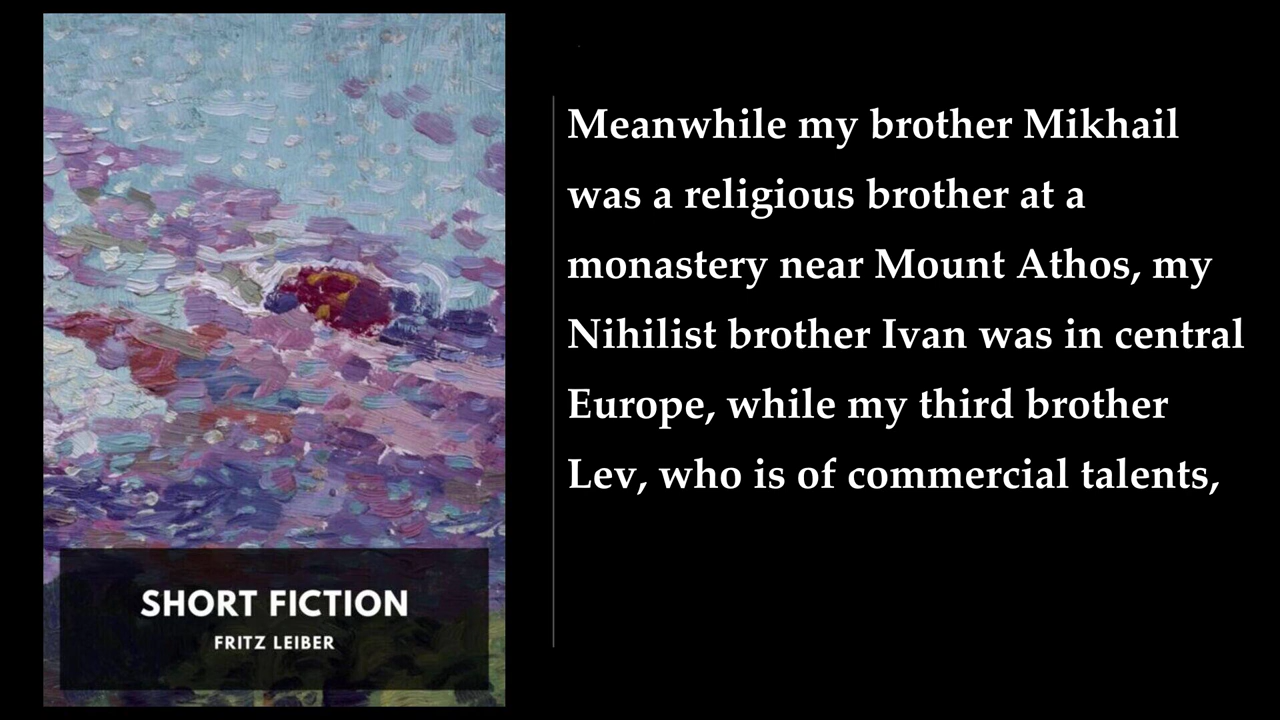 SHORT FICTION
FRITZ LEIBER
Meanwhile my brother Mikhail
was a religious brother at a
monastery near Mount Athos, my
Nihilist brother Ivan was in central
Europe, while my third brother
Lev, who is of commercial talents,